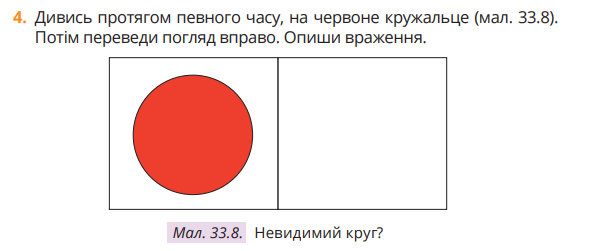 4. Дивись протягом певного часу, на червоне кружальце (мал. 33.8).
Потім переведи погляд вправо. Опиши враження.
Мал. 33.8. Невидимий круг?